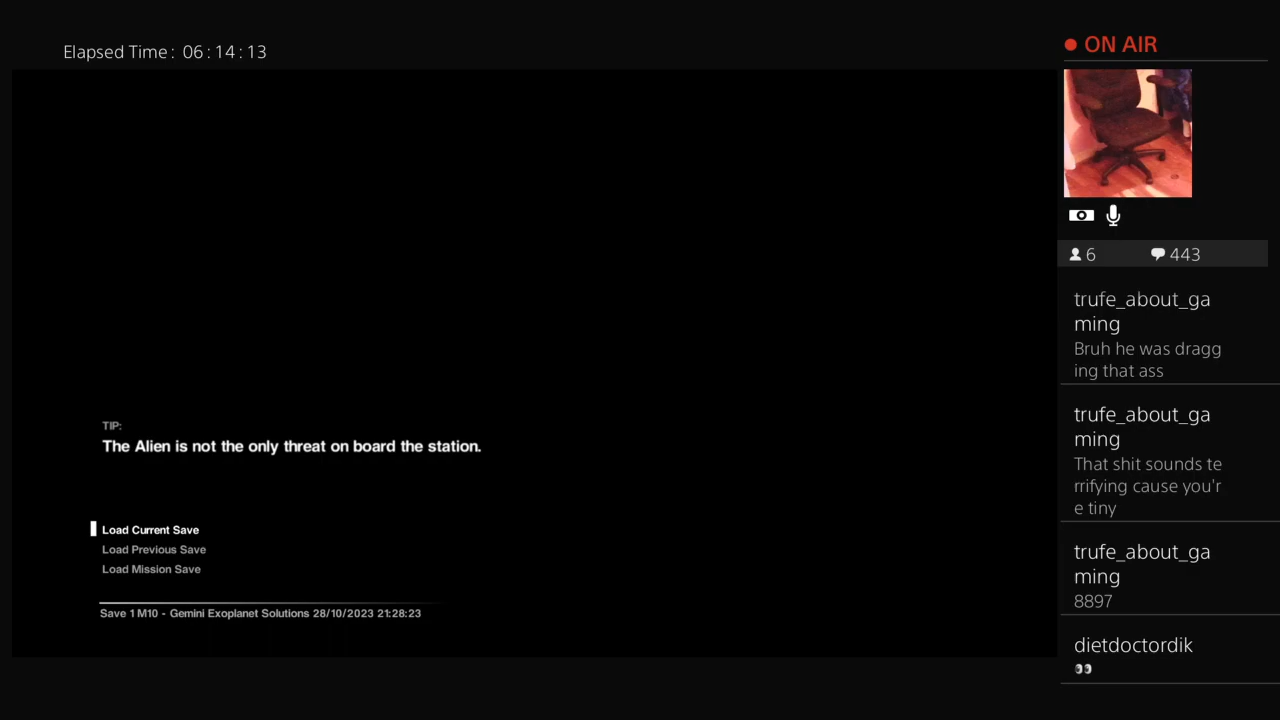 Elapsed Time: 06:14:13
ON AIR
6 443
trufe_about_ga
ming
Bruh he was dragg
ing that ass
trufe_about_ga
ming
That shit sounds te
rrifying cause you'r
e tiny
trufe_about_ga
ming
8897
dietdoctordik
👀
TIP:
The Alien is not the only threat on board the station.
Load Current Save
Load Previous Save
Load Mission Save
Save 1 M10 - Gemini Exoplanet Solutions 28/10/2023 21:28:23